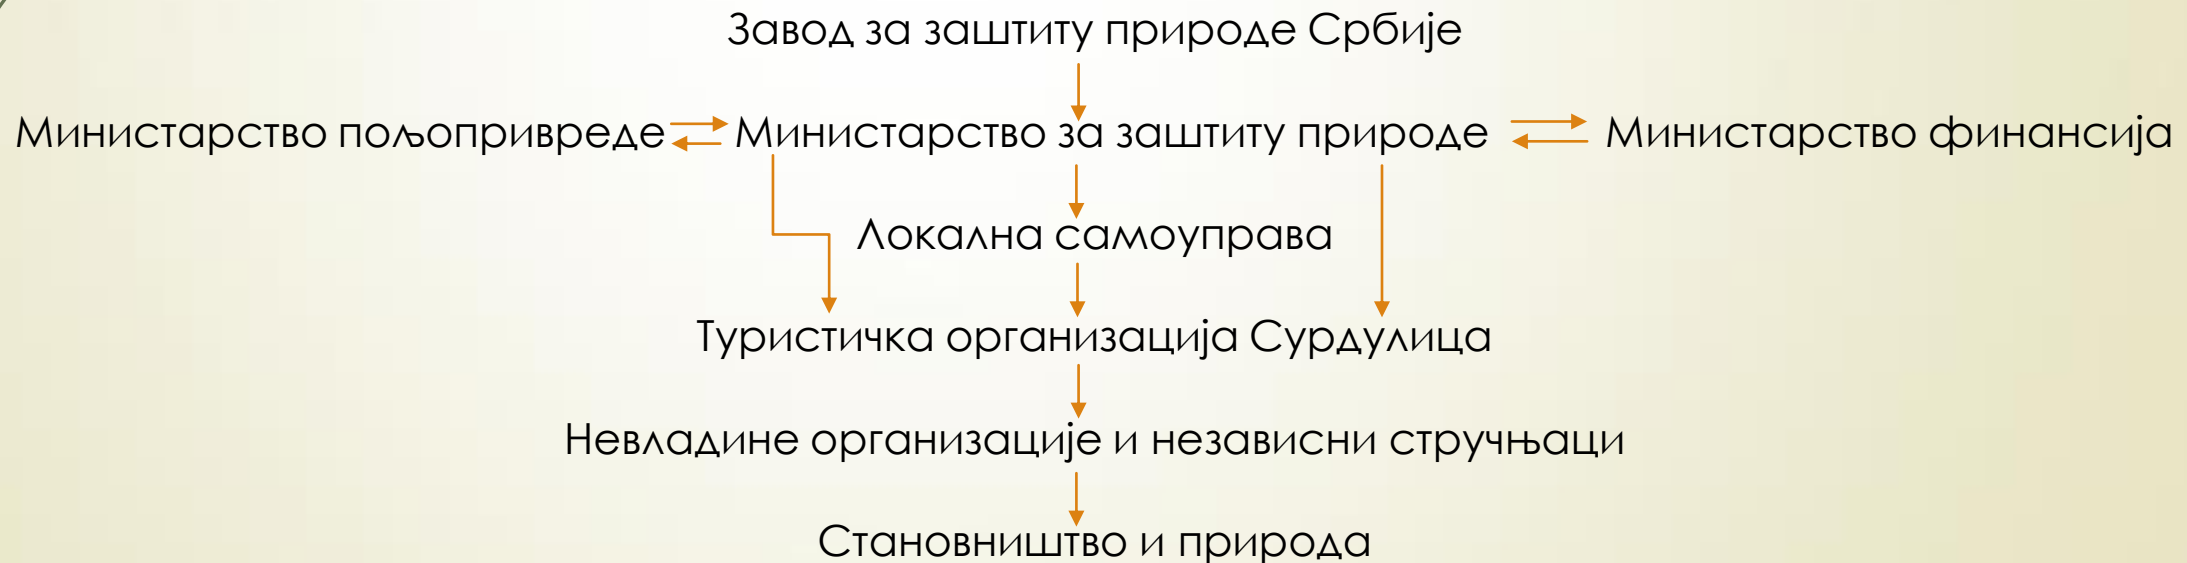 Завод за заштиту природе Србије
Министарство пољопривреде Министарство за заштиту природе Министарство финансија
Локална самоуправа
Туристичка организација Сурдулица
Невладине организације и независни стручњаци
Становништво и природа